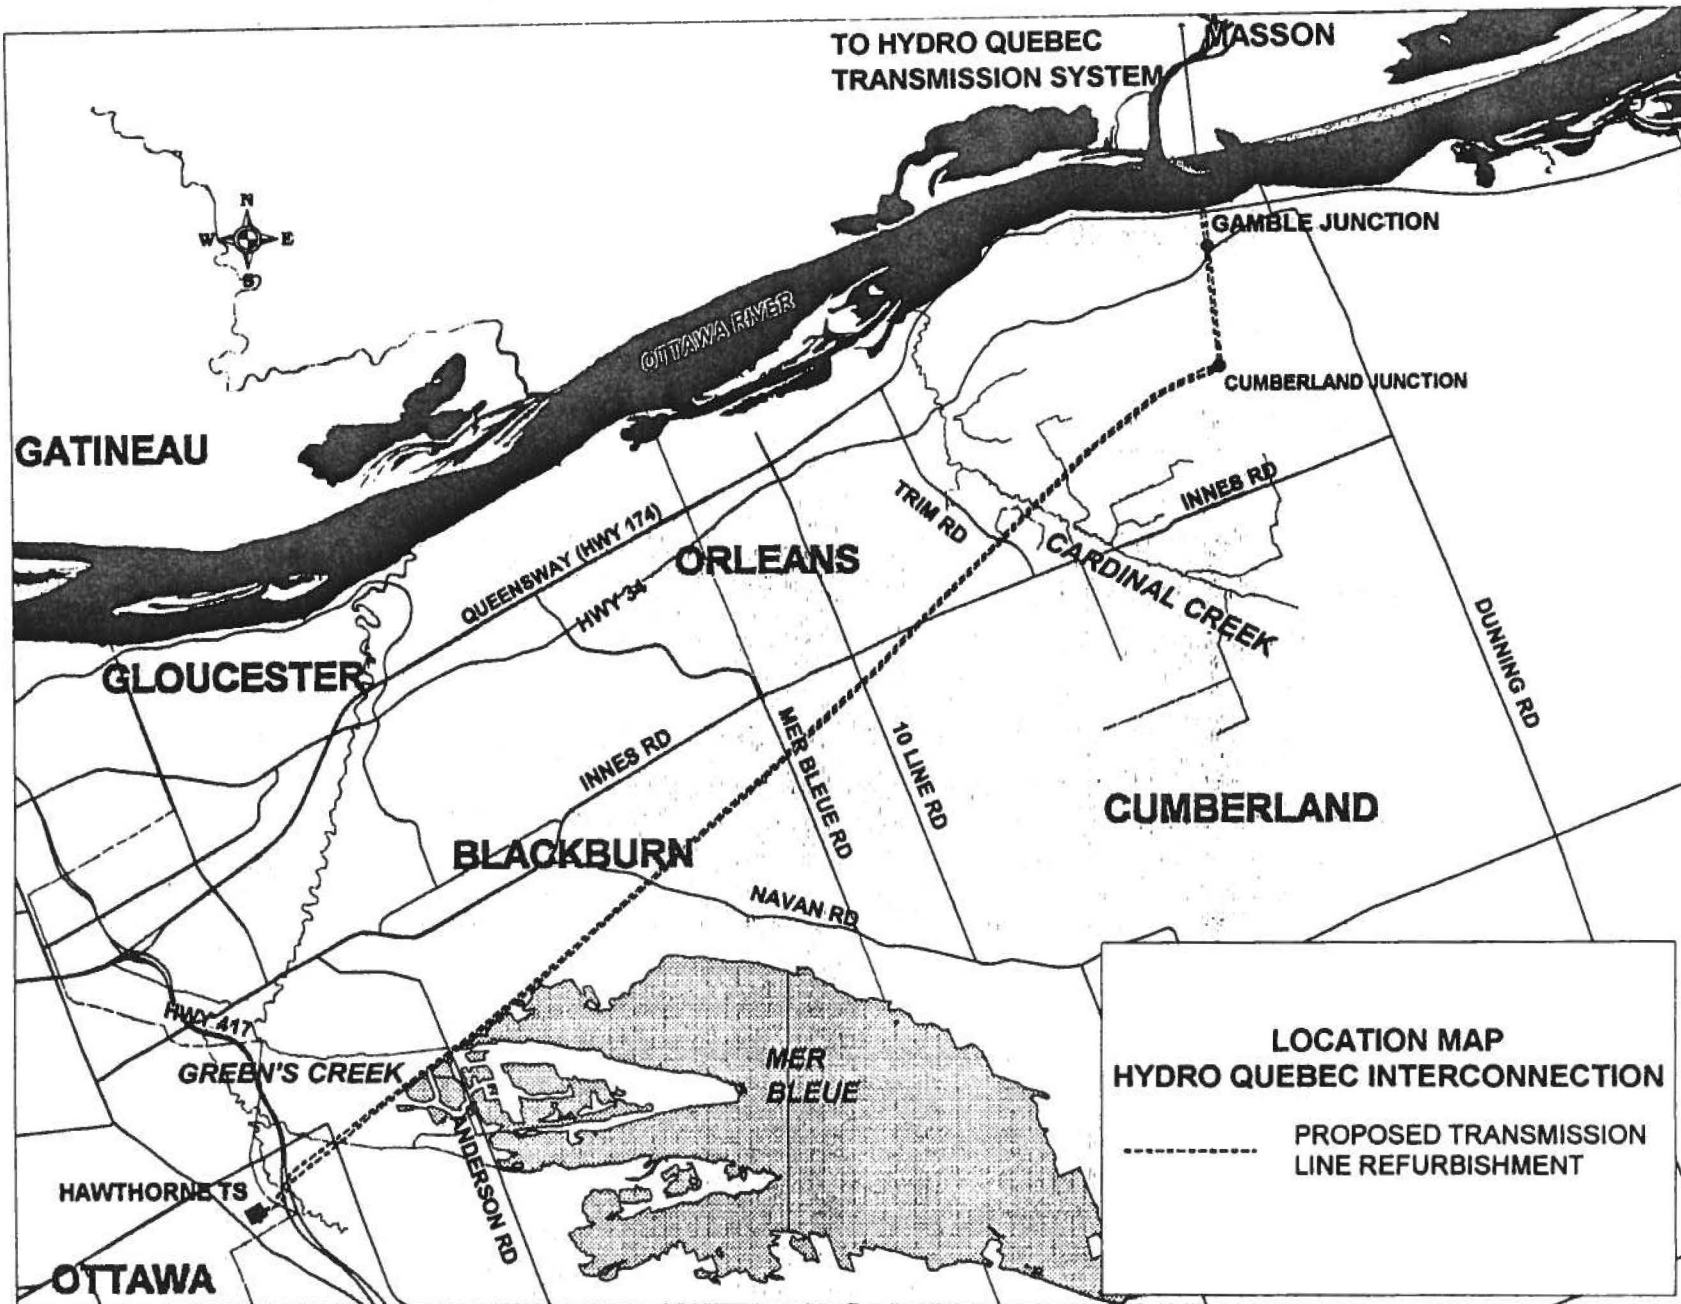 TO HYDRO QUEBEC
TRANSMISSION SYSTEM
MASSON
N
W E
S
GAMBLE JUNCTION
OTTAWA RIVER
CUMBERLAND JUNCTION
GATINEAU
INNES RD
TRIM RD
QUEENSWAY (HWY 174)
ORLEANS
CARDINAL CREEK
HWY 34
DUNNING RD
GLOUCESTER
MER BLEUE RD
10 LINE RD
INNES RD
CUMBERLAND
BLACKBURN
NAVAN RD
HWY 417
GREEN'S CREEK
MER
BLEUE
ANDERSON RD
HAWTHORNE TS
OTTAWA
LOCATION MAP
HYDRO QUEBEC INTERCONNECTION
PROPOSED TRANSMISSION
LINE REFURBISHMENT